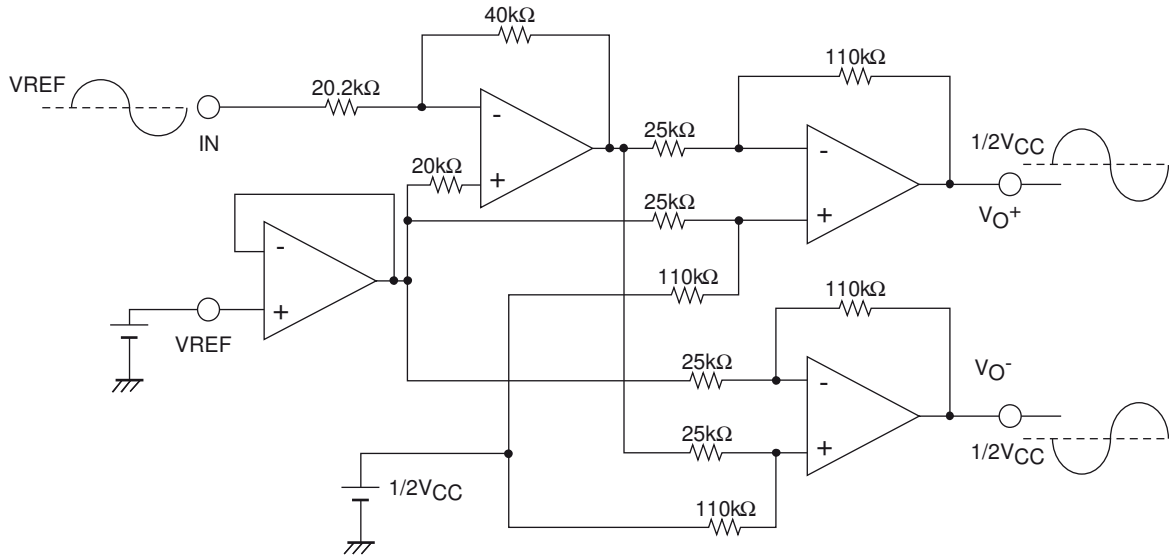 40kΩ
110kΩ
VREF
20.2kΩ
IN
-
+
25kΩ
-
+
1/2VCC
VO+
20kΩ
25kΩ
-
+
VREF
110kΩ
110kΩ
25kΩ
-
+
VO-
1/2VCC
25kΩ
1/2VCC
110kΩ